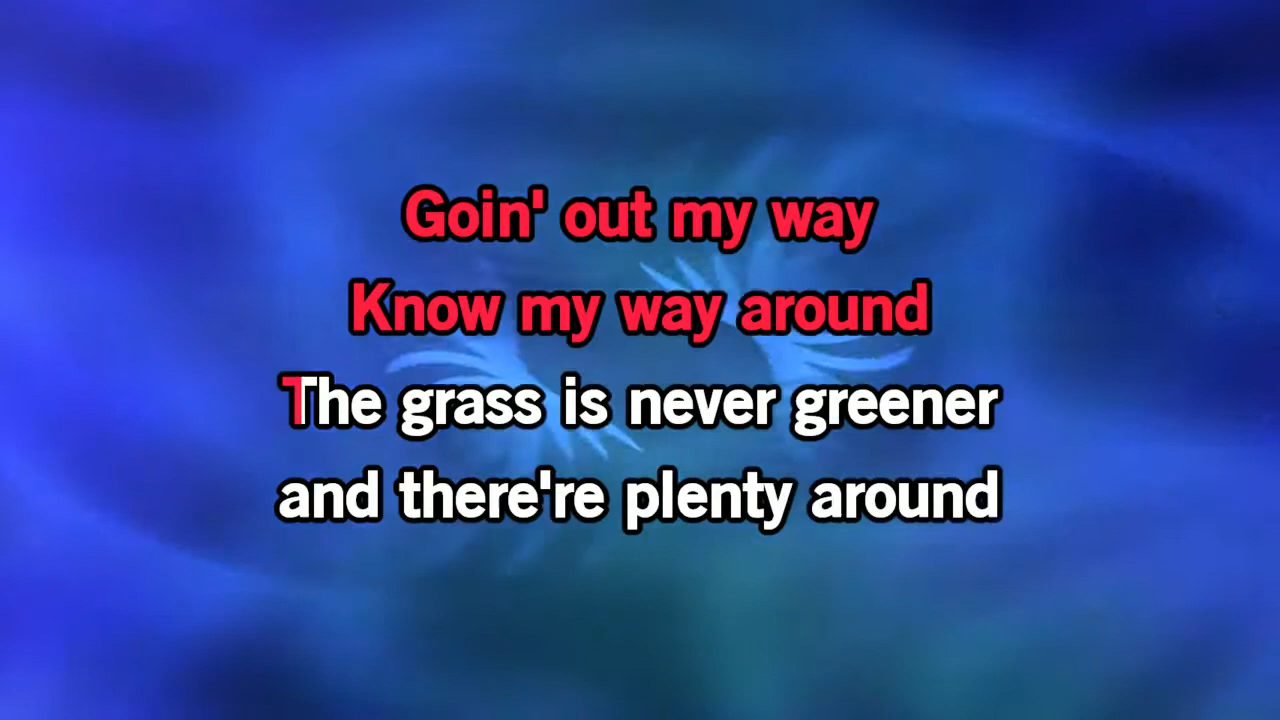 Goin' out my way
Know my way around
The grass is never greener
and there're plenty around